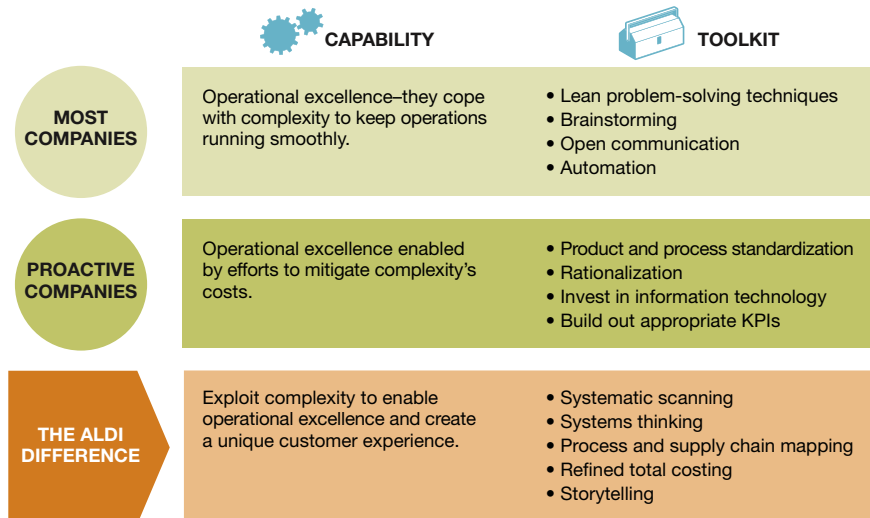 CAPABILITY
TOOLKIT
MOST
COMPANIES
Operational excellence–they cope
with complexity to keep operations
running smoothly.
• Lean problem-solving techniques
• Brainstorming
• Open communication
• Automation
PROACTIVE
COMPANIES
Operational excellence enabled
by efforts to mitigate complexity’s
costs.
• Product and process standardization
• Rationalization
• Invest in information technology
• Build out appropriate KPIs
THE ALDI
DIFFERENCE
Exploit complexity to enable
operational excellence and create
a unique customer experience.
• Systematic scanning
• Systems thinking
• Process and supply chain mapping
• Refined total costing
• Storytelling